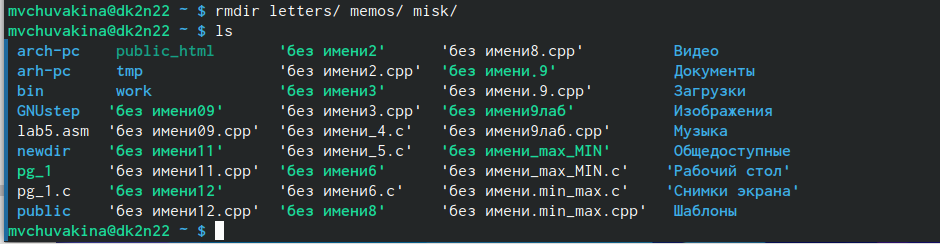 mvchuvakina@dk2n22 ~ $ rmdir letters/ memos/ misk/
mvchuvakina@dk2n22 ~ $ ls
arch-pc public_html 'без имени2' 'без имени8.cpp' Видео
arh-pc tmp 'без имени2.cpp' 'без имени.9' Документы
bin work 'без имени3' 'без имени.9.cpp' Загрузки
GNUstep 'без имени09' 'без имени3.cpp' 'без имени9лаб' Изображения
lab5.asm 'без имени09.cpp' 'без имени_4.c' 'без имени9лаб.cpp' Музыка
newdir 'без имени11' 'без имени_5.c' 'без имени_max_MIN' Общедоступные
pg_1 'без имени11.cpp' 'без имени6' 'без имени_max_MIN.c' 'Рабочий стол'
pg_1.c 'без имени12' 'без имени6.c' 'без имени.min_max.c' 'Снимки экрана'
public 'без имени12.cpp' 'без имени8' 'без имени.min_max.cpp' Шаблоны
mvchuvakina@dk2n22 ~ $